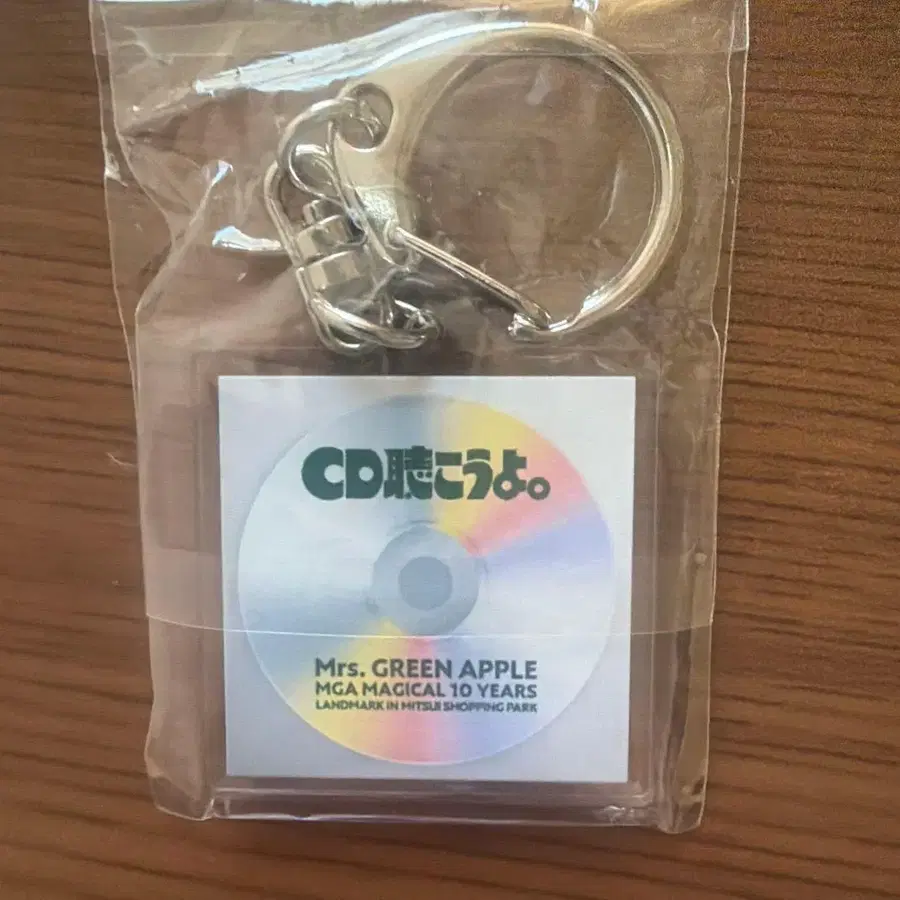 CD聴こうよ。
Mrs. GREEN APPLE
MGA MAGICAL 10 YEARS
LANDMARK IN MITSUI SHOPPING PARK